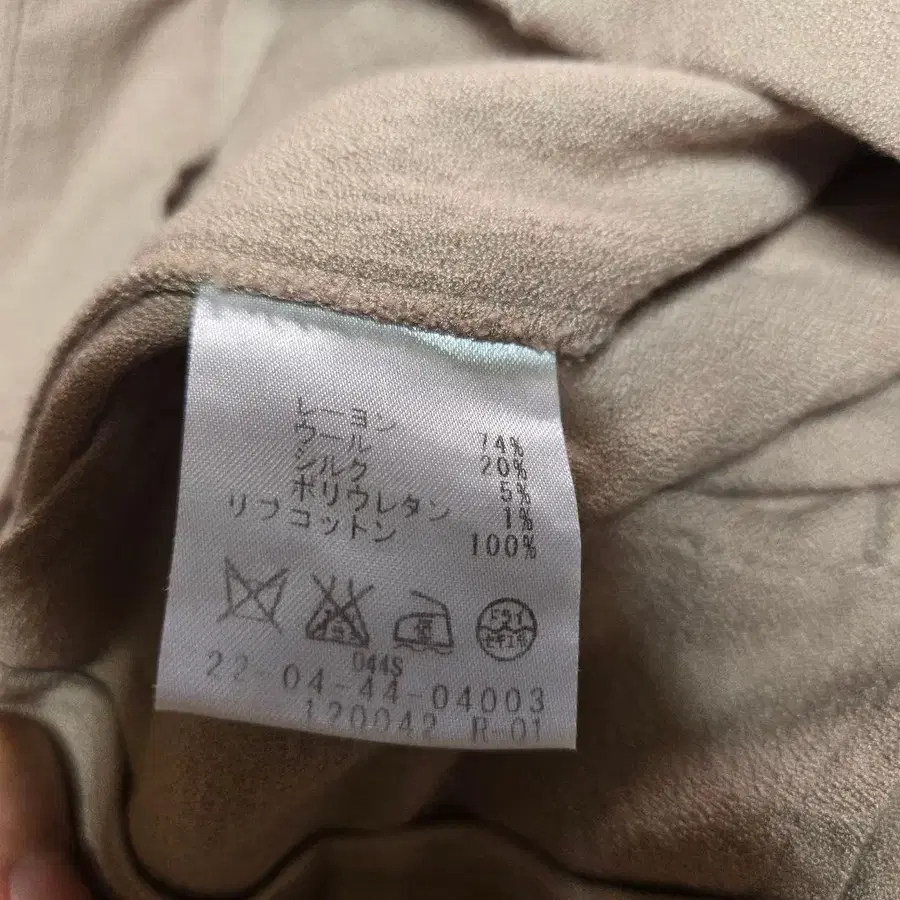 レーヨン 74%
ウール 20%
シルク 5%
ポリウレタン 1%
リブコットン 100%
044S
22-04-44-04003
120042 R-01